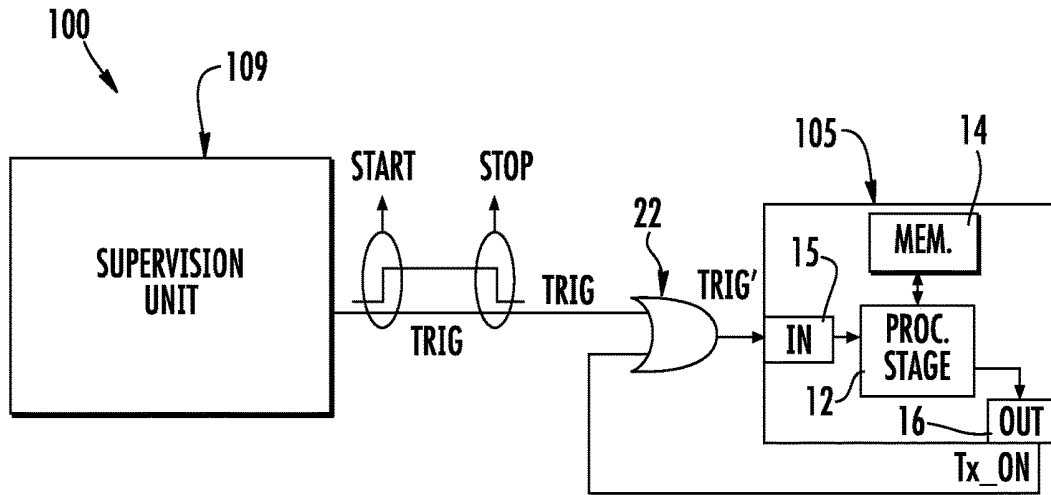 100
109
105
14
START
STOP
22
15
MEM.
SUPERVISION
UNIT
TRIG
TRIG'
TRIG
IN
PROC.
STAGE
12
16
OUT
Tx_ON